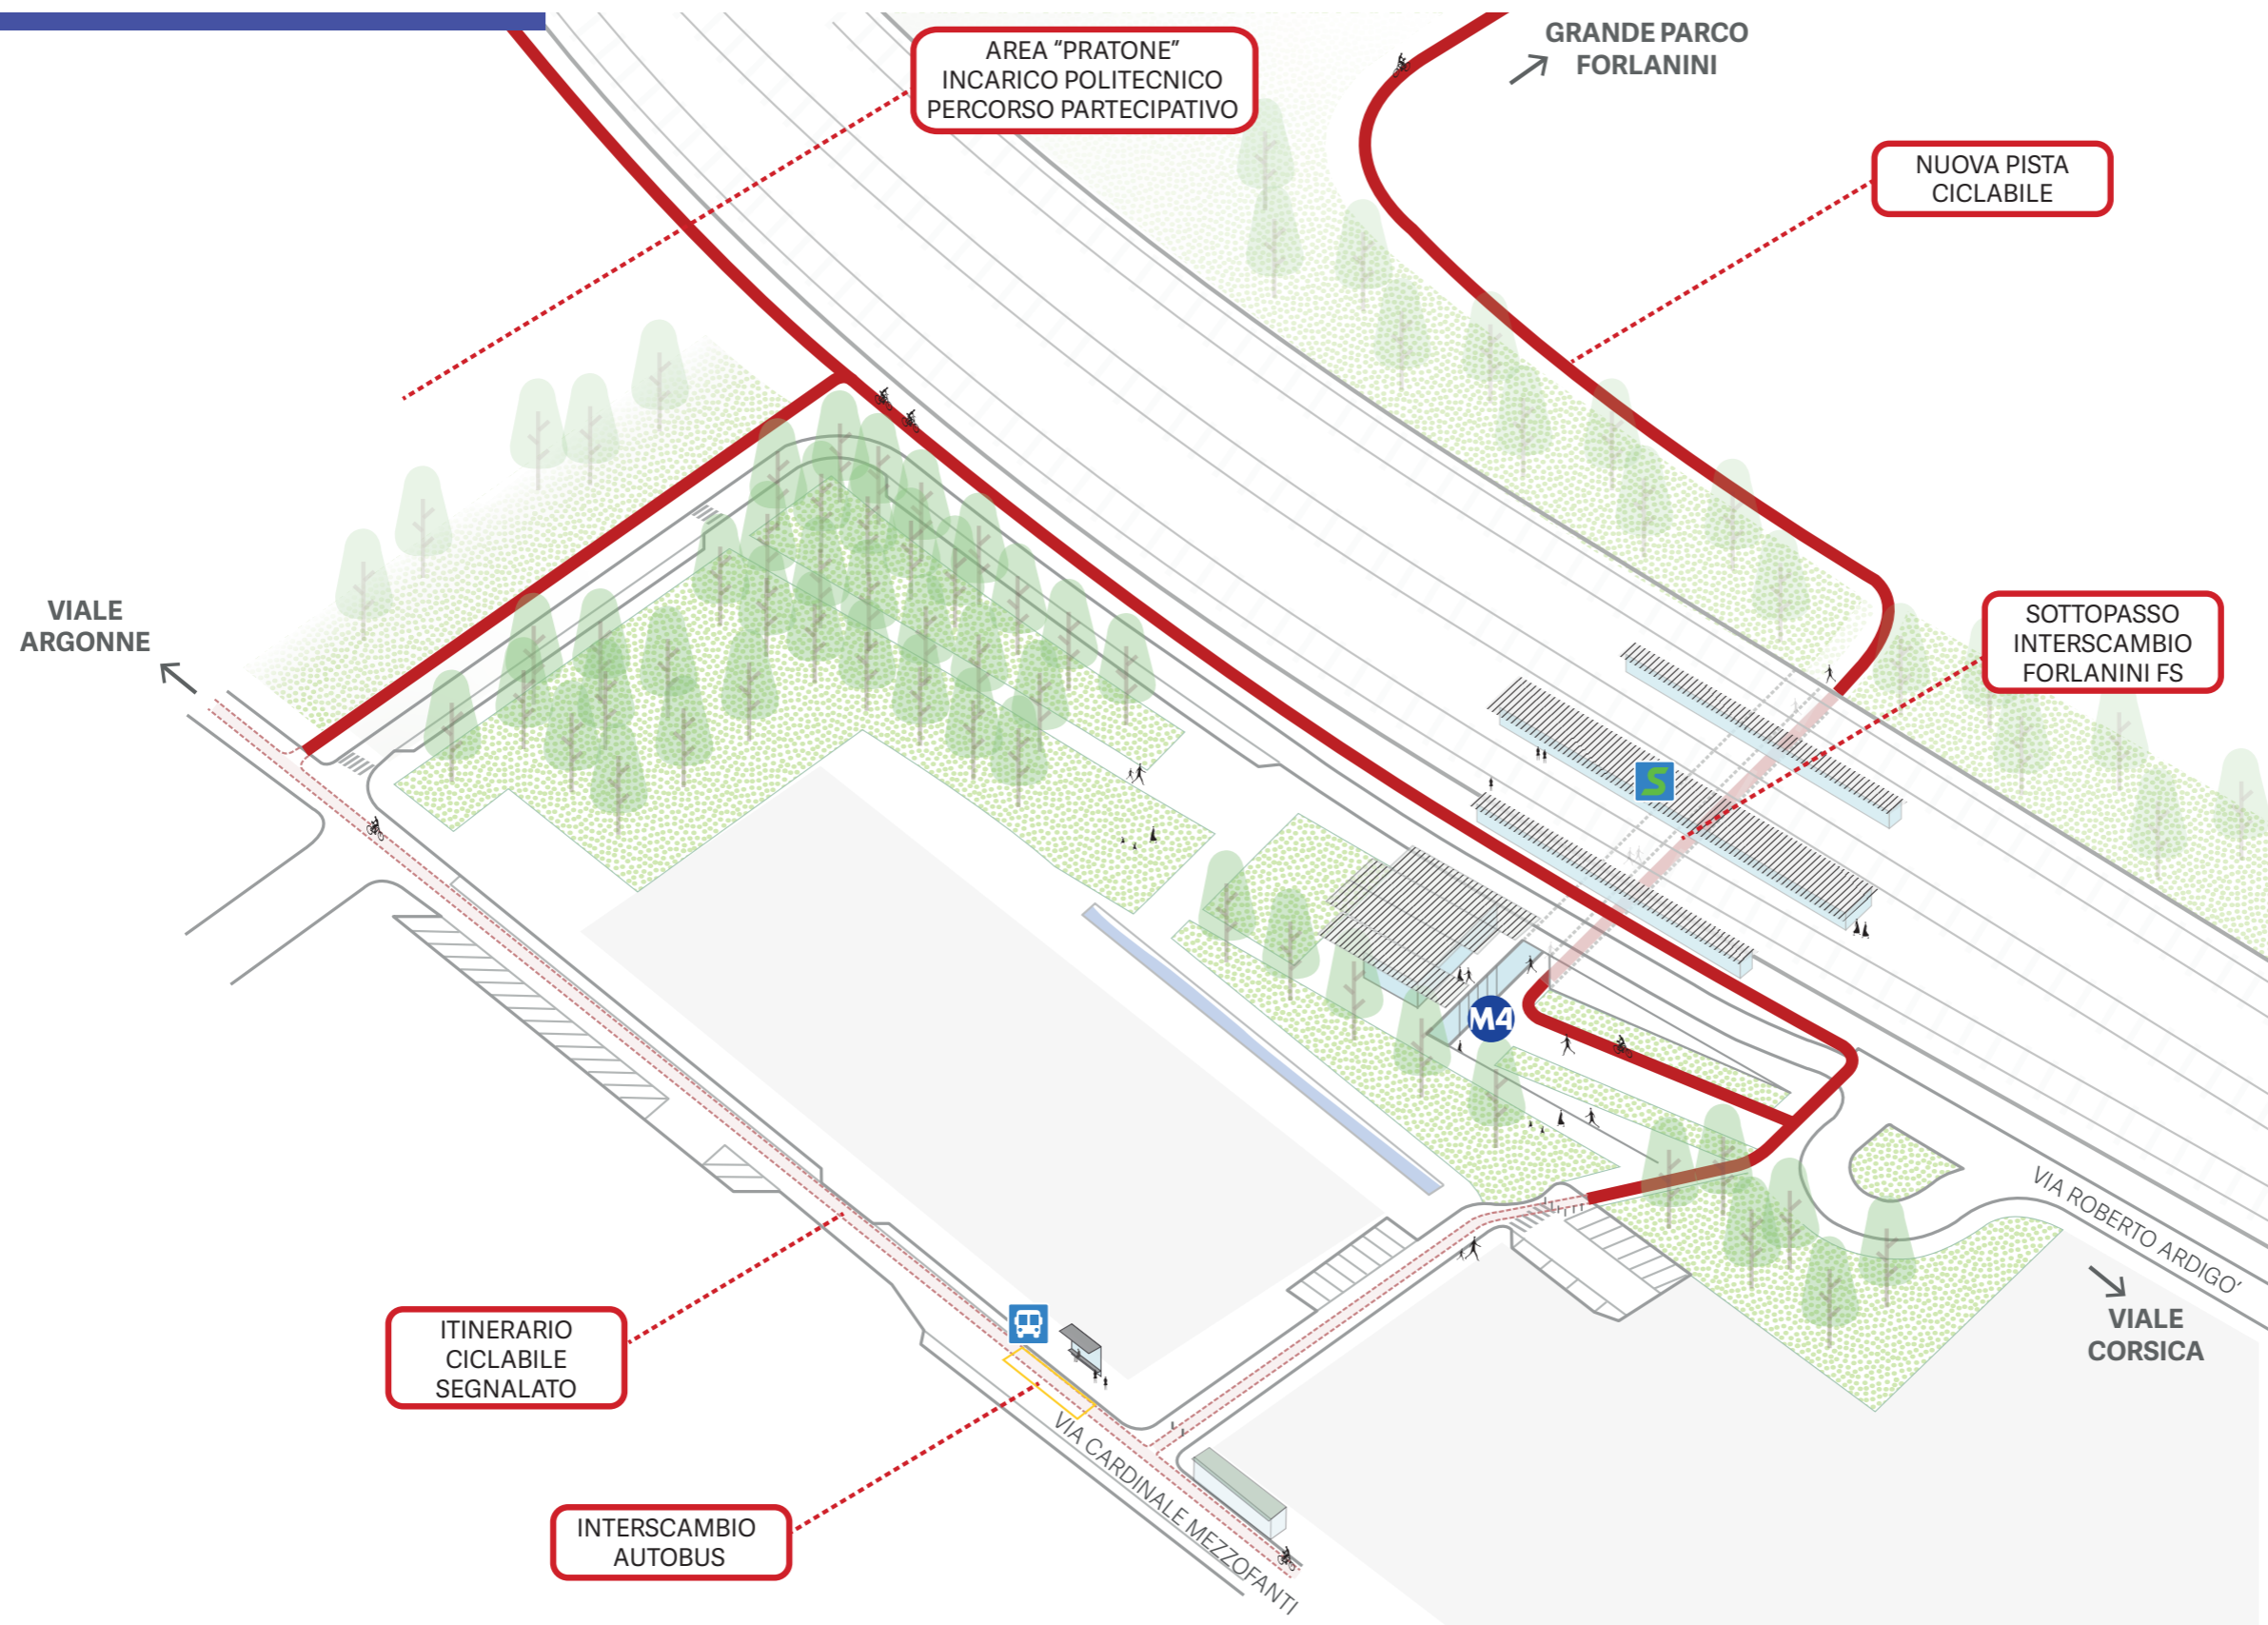 AREA “PRATONE”
INCARICO POLITECNICO
PERCORSO PARTECIPATIVO
GRANDE PARCO
FORLANINI
NUOVA PISTA
CICLABILE
VIALE
ARGONNE
SOTTOPASSO
INTERSCAMBIO
FORLANINI FS
S
M4
VIA ROBERTO ARDIGO’
VIALE
CORSICA
ITINERARIO
CICLABILE
SEGNALATO
VIA CARDINALE MEZZOFANTI
INTERSCAMBIO
AUTOBUS